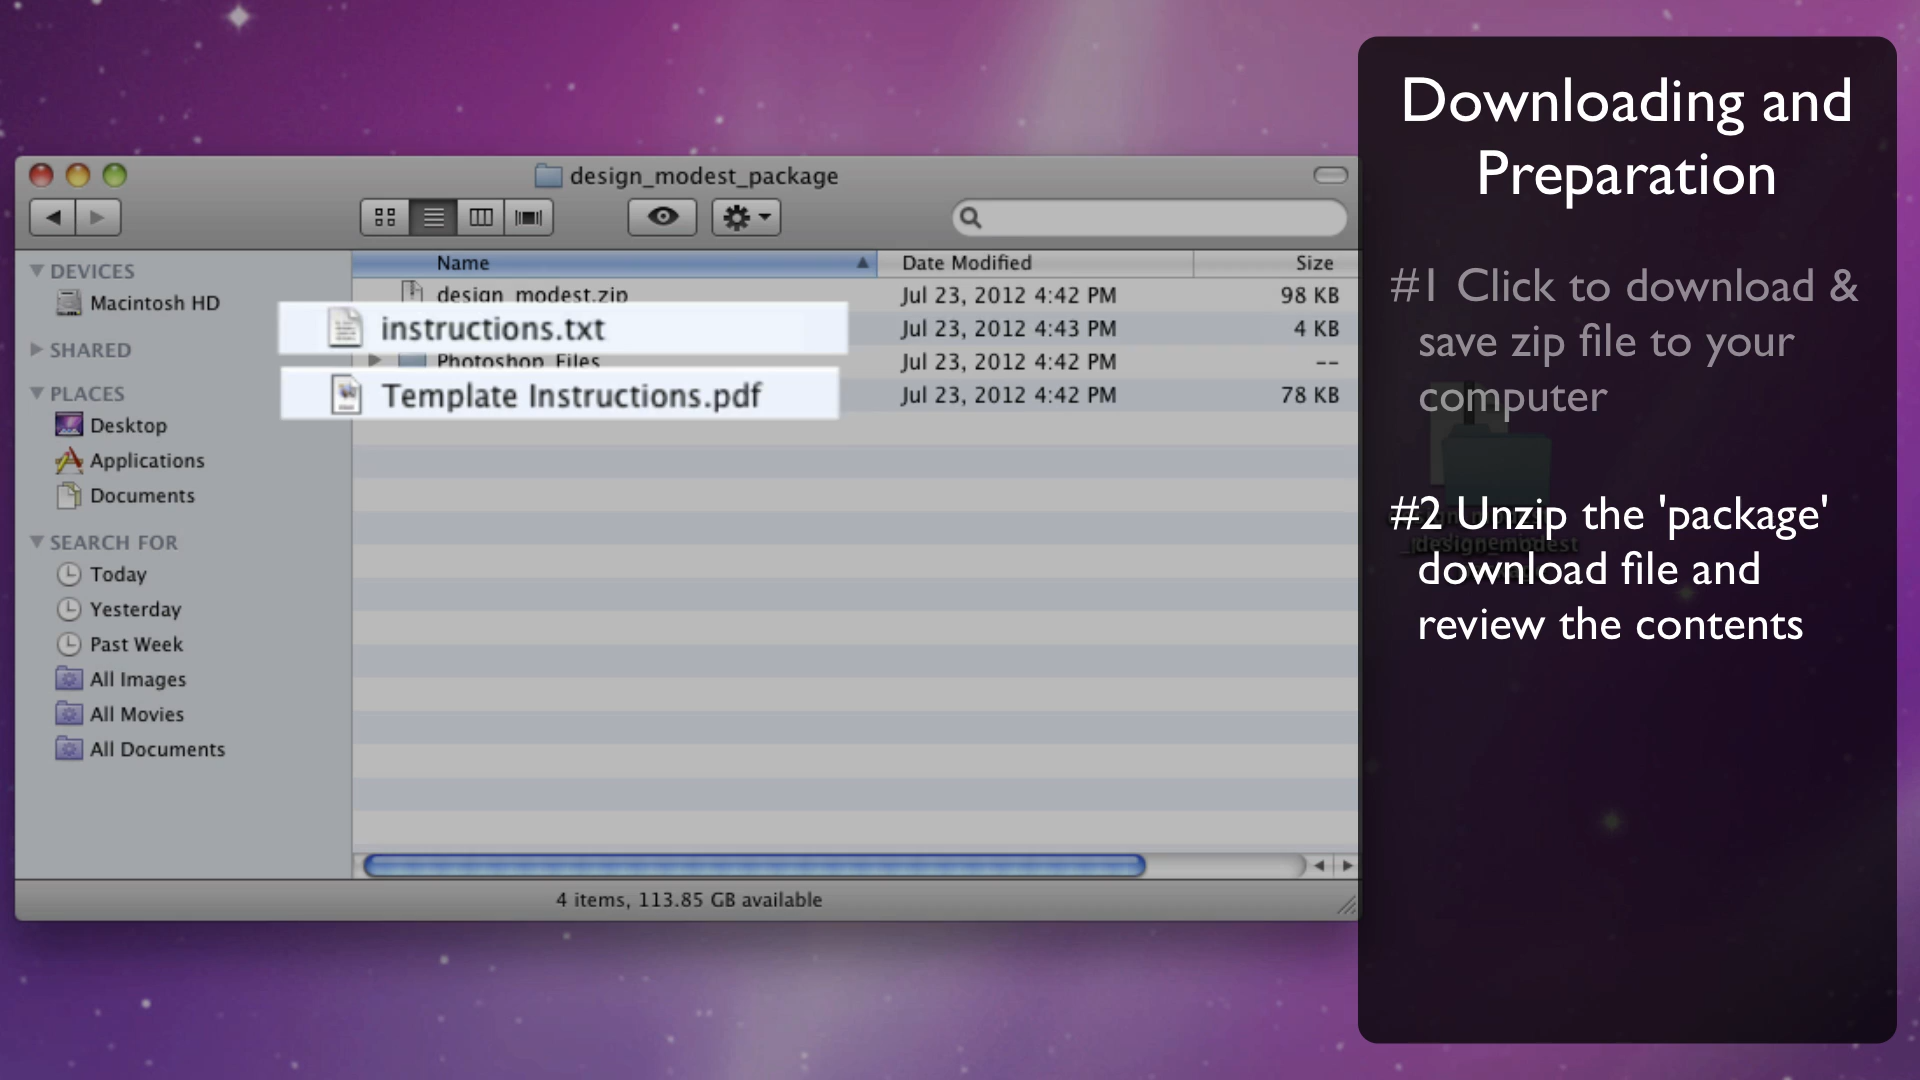 design_modest_package
Name Date Modified Size
design_modest.zip Jul 23, 2012 4:42 PM 98 KB
instructions.txt Jul 23, 2012 4:43 PM 4 KB
Photoshop_Files Jul 23, 2012 4:42 PM --
Template Instructions.pdf Jul 23, 2012 4:42 PM 78 KB
DEVICES
Macintosh HD
SHARED
PLACES
Desktop
Applications
Documents
SEARCH FOR
Today
Yesterday
Past Week
All Images
All Movies
All Documents
4 items, 113.85 GB available
Downloading and
Preparation
#1 Click to download &
save zip file to your
computer
#2 Unzip the 'package'
download file and
review the contents
design_modest